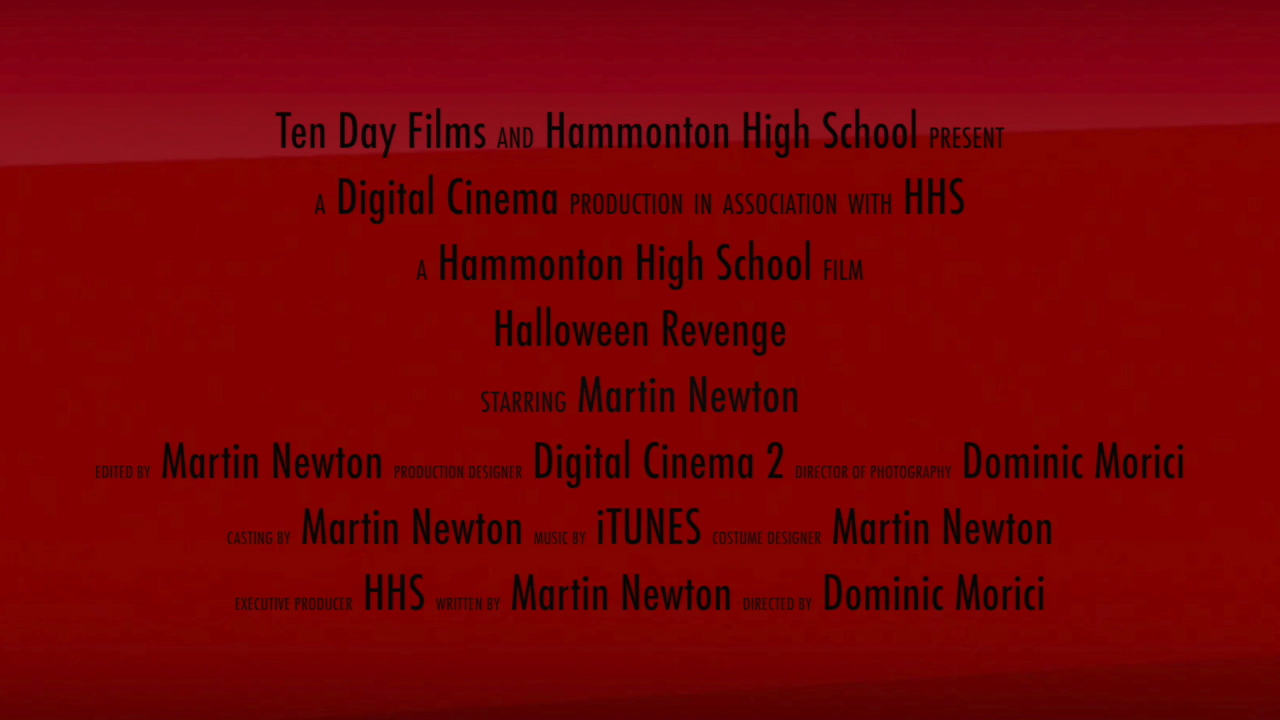 Ten Day Films AND Hammonton High School PRESENT
A Digital Cinema PRODUCTION IN ASSOCIATION WITH HHS
A Hammonton High School FILM
Halloween Revenge
STARRING Martin Newton
EDITED BY Martin Newton PRODUCTION DESIGNER Digital Cinema 2 DIRECTOR OF PHOTOGRAPHY Dominic Morici
CASTING BY Martin Newton MUSIC BY iTUNES COSTUME DESIGNER Martin Newton
EXECUTIVE PRODUCER HHS WRITTEN BY Martin Newton DIRECTED BY Dominic Morici